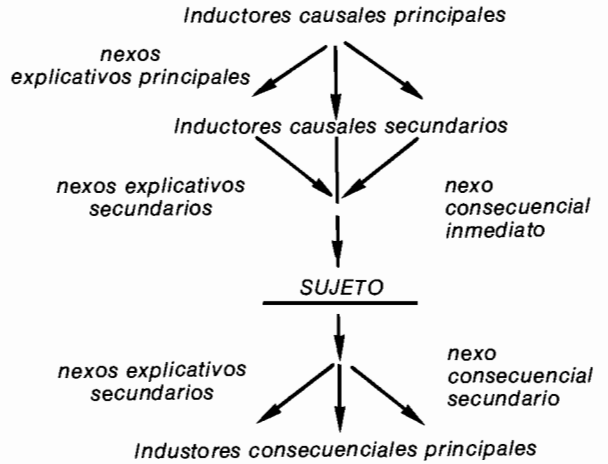 Inductores causales principales
nexos
explicativos principales
Inductores causales secundarios
nexos explicativos
secundarios
nexo
consecuencial
inmediato
SUJETO
nexos explicativos
secundarios
nexo
consecuencial
secundario
Industores consecuenciales principales